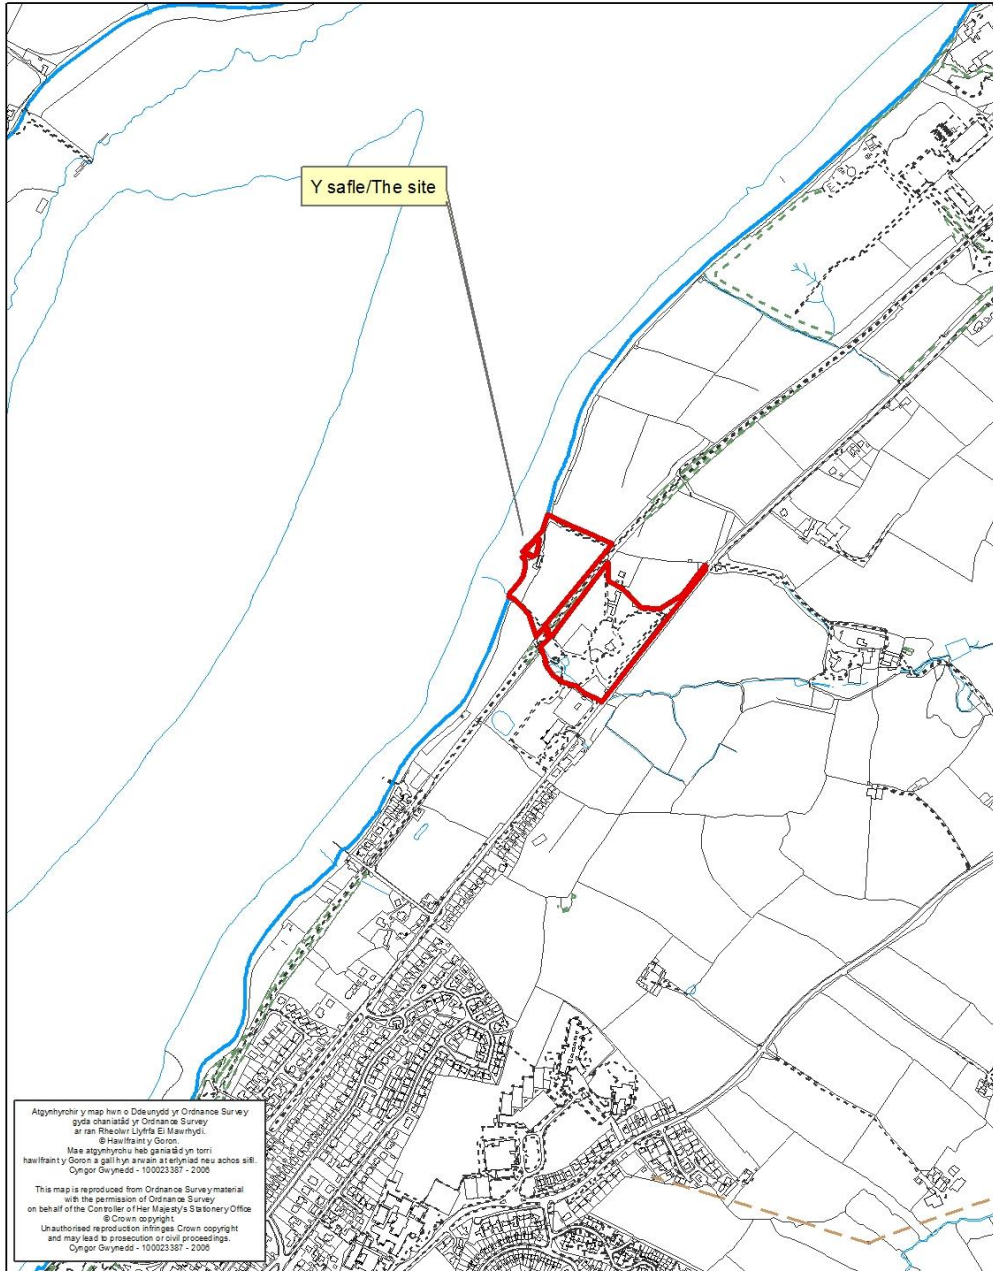 Y safle/The site
Atgynhyrchir y map hwn o Ddeunydd yr Ordnance Survey
gyda chaniatâd yr Ordnance Survey
ar ran Rheolwr Llyfrfa Ei Mawrhydi.
© Hawlfraint y Goron.
Mae atgynhyrchu heb ganiatâd yn torri
hawlfraint y Goron a gall hyn arwain at erlyniad neu achos sifil.
Cyngor Gwynedd - 100023387 - 2006
This map is reproduced from Ordnance Survey material
with the permission of Ordnance Survey
on behalf of the Controller of Her Majesty's Stationery Office
© Crown copyright.
Unauthorised reproduction infringes Crown copyright
and may lead to prosecution or civil proceedings.
Cyngor Gwynedd - 100023387 - 2006